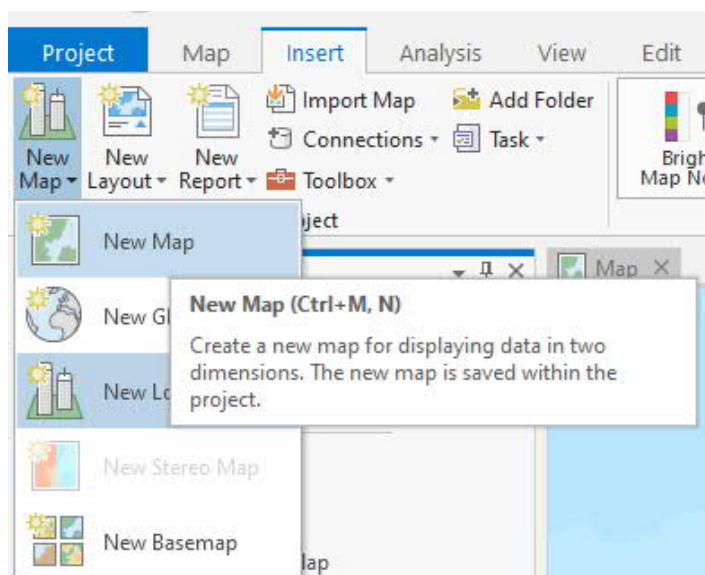 Project Map Insert Analysis View Edit
Import Map Add Folder
Connections Task
New Map New Layout New Report Toolbox
Map
New Map
New Map (Ctrl+M, N)
Create a new map for displaying data in two
dimensions. The new map is saved within the
project.
New Stereo Map
New Basemap